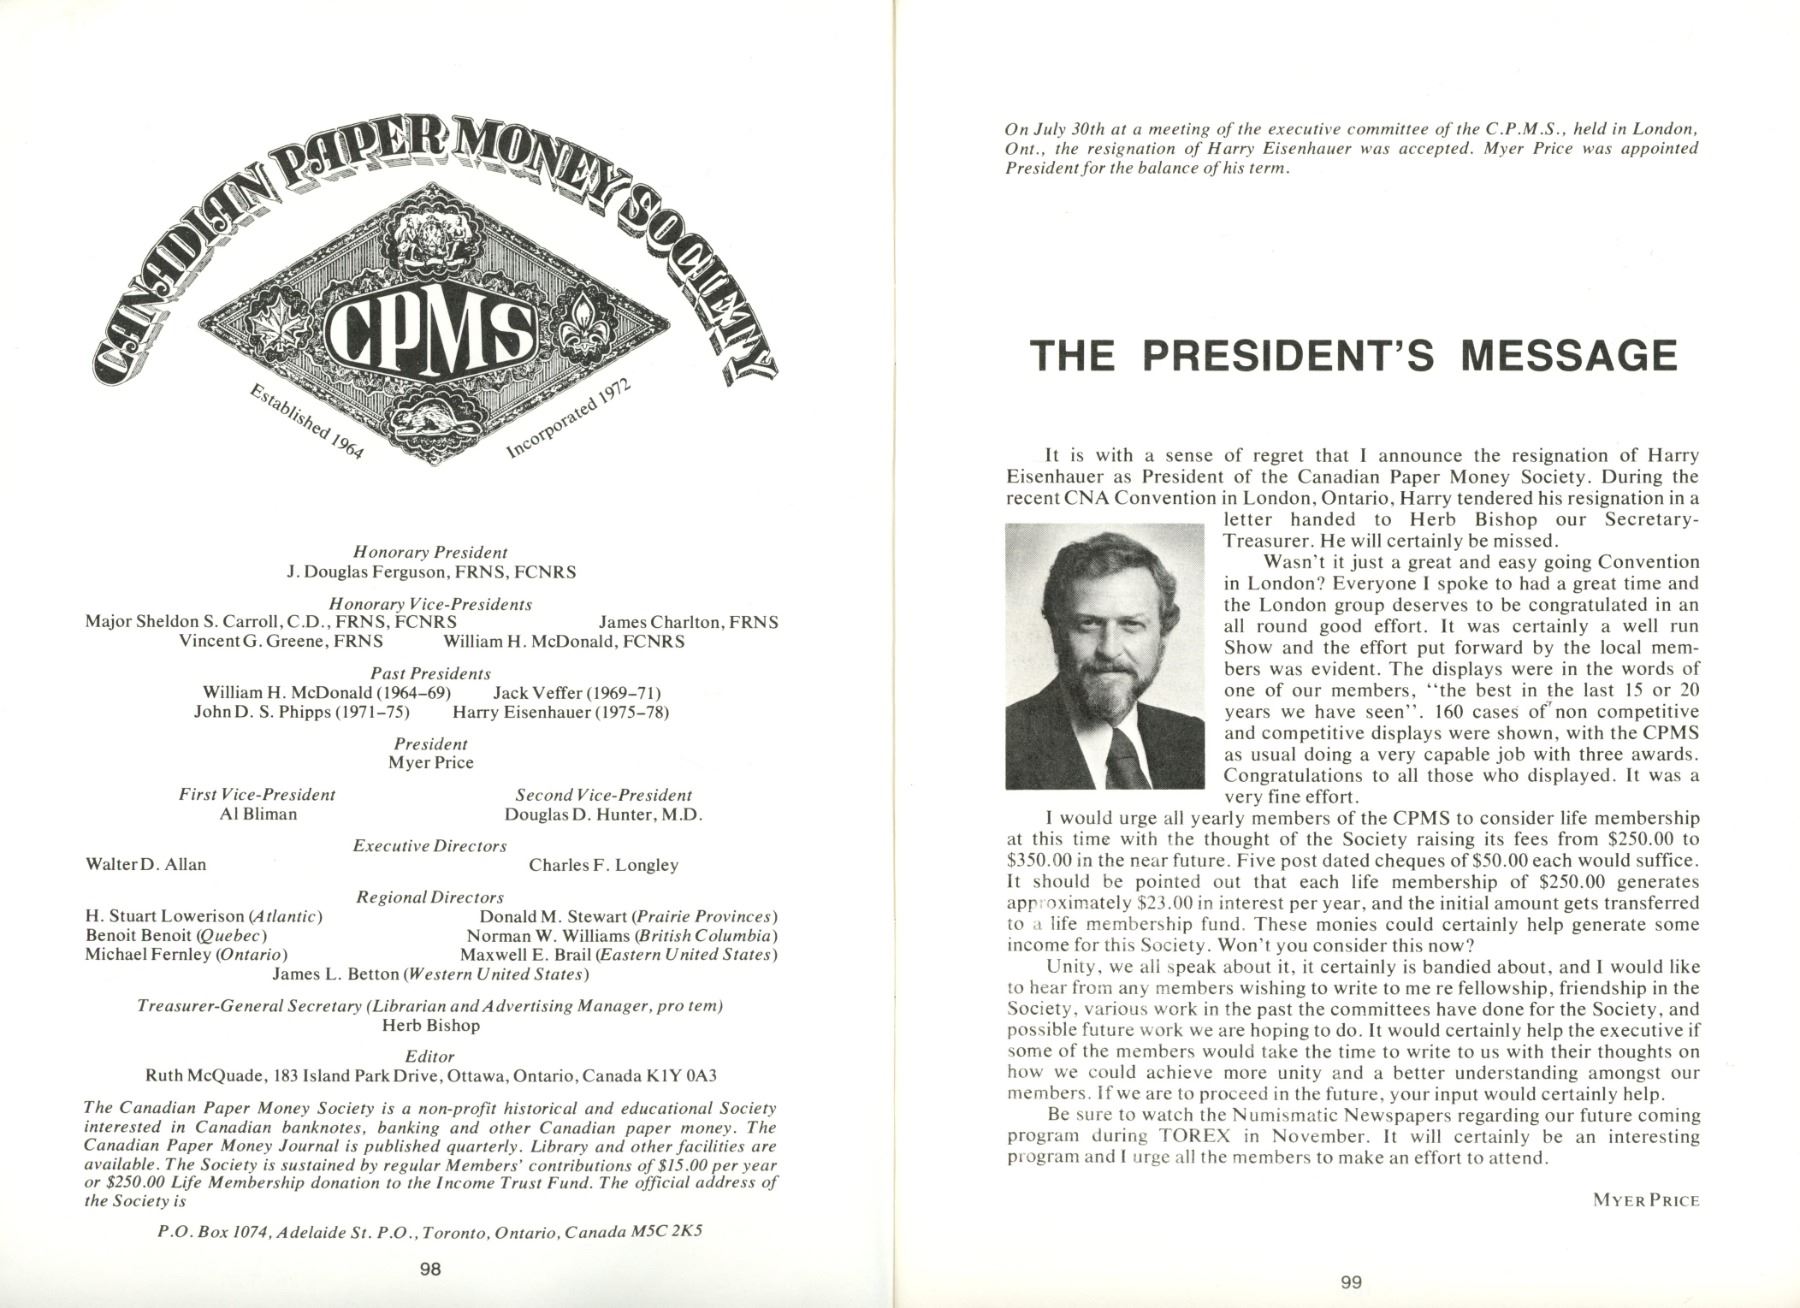 CANADIAN PAPER MONEY SOCIETY
CPMS
Established 1964
Incorporated 1972
Honorary President
J. Douglas Ferguson, FRNS, FCNRS
Honorary Vice-Presidents
Major Sheldon S. Carroll, C.D., FRNS, FCNRS James Charlton, FRNS
Vincent G. Greene, FRNS William H. McDonald, FCNRS
Past Presidents
William H. McDonald (1964–69) Jack Veffer (1969–71)
John D. S. Phipps (1971–75) Harry Eisenhauer (1975–78)
President
Myer Price
First Vice-President Second Vice-President
Al Bliman Douglas D. Hunter, M.D.
Executive Directors
Walter D. Allan Charles F. Longley
Regional Directors
H. Stuart Lowerison (Atlantic) Donald M. Stewart (Prairie Provinces)
Benoit Benoit (Quebec) Norman W. Williams (British Columbia)
Michael Fernley (Ontario) Maxwell E. Brail (Eastern United States)
James L. Betton (Western United States)
Treasurer-General Secretary (Librarian and Advertising Manager, pro tem)
Herb Bishop
Editor
Ruth McQuade, 183 Island Park Drive, Ottawa, Ontario, Canada K1Y 0A3
The Canadian Paper Money Society is a non-profit historical and educational Society
interested in Canadian banknotes, banking and other Canadian paper money. The
Canadian Paper Money Journal is published quarterly. Library and other facilities are
available. The Society is sustained by regular Members' contributions of $15.00 per year
or $250.00 Life Membership donation to the Income Trust Fund. The official address of
the Society is
P.O. Box 1074, Adelaide St. P.O., Toronto, Ontario, Canada M5C 2K5
98
On July 30th at a meeting of the executive committee of the C.P.M.S., held in London,
Ont., the resignation of Harry Eisenhauer was accepted. Myer Price was appointed
President for the balance of his term.
THE PRESIDENT'S MESSAGE
It is with a sense of regret that I announce the resignation of Harry
Eisenhauer as President of the Canadian Paper Money Society. During the
recent CNA Convention in London, Ontario, Harry tendered his resignation in a
letter handed to Herb Bishop our Secretary-
Treasurer. He will certainly be missed.
Wasn't it just a great and easy going Convention
in London? Everyone I spoke to had a great time and
the London group deserves to be congratulated in an
all round good effort. It was certainly a well run
Show and the effort put forward by the local mem-
bers was evident. The displays were in the words of
one of our members, "the best in the last 15 or 20
years we have seen". 160 cases of non competitive
and competitive displays were shown, with the CPMS
as usual doing a very capable job with three awards.
Congratulations to all those who displayed. It was a
very fine effort.
I would urge all yearly members of the CPMS to consider life membership
at this time with the thought of the Society raising its fees from $250.00 to
$350.00 in the near future. Five post dated cheques of $50.00 each would suffice.
It should be pointed out that each life membership of $250.00 generates
approximately $23.00 in interest per year, and the initial amount gets transferred
to a life membership fund. These monies could certainly help generate some
income for this Society. Won't you consider this now?
Unity, we all speak about it, it certainly is bandied about, and I would like
to hear from any members wishing to write to me re fellowship, friendship in the
Society, various work in the past the committees have done for the Society, and
possible future work we are hoping to do. It would certainly help the executive if
some of the members would take the time to write to us with their thoughts on
how we could achieve more unity and a better understanding amongst our
members. If we are to proceed in the future, your input would certainly help.
Be sure to watch the Numismatic Newspapers regarding our future coming
program during TOREX in November. It will certainly be an interesting
program and I urge all the members to make an effort to attend.
MYER PRICE
99